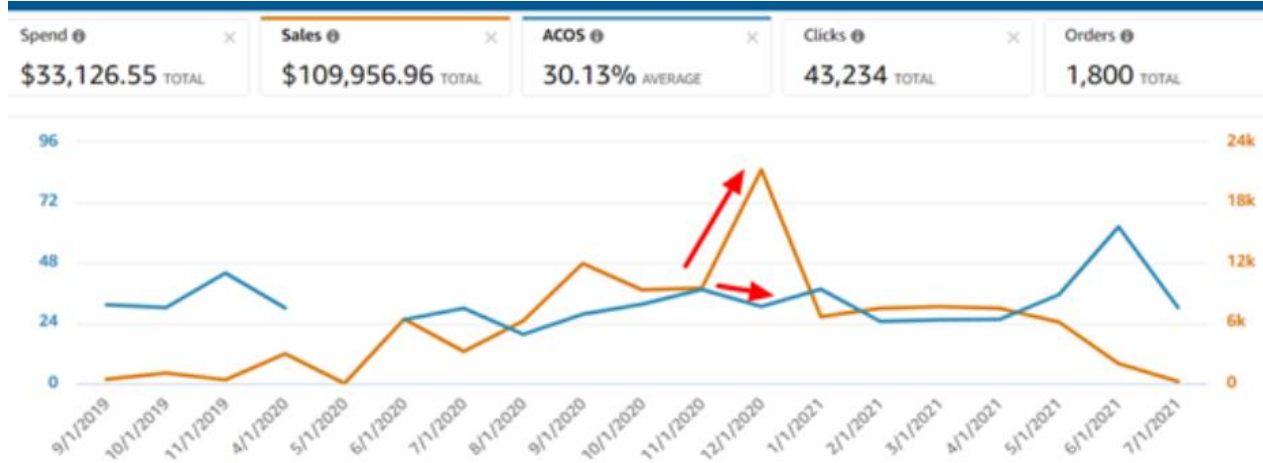 Spend Sales ACOS Clicks Orders
$33,126.55 TOTAL $109,956.96 TOTAL 30.13% AVERAGE 43,234 TOTAL 1,800 TOTAL
96 24k
72 18k
48 12k
24 6k
0 0
9/1/2019 10/1/2019 11/1/2019 4/1/2020 5/1/2020 6/1/2020 7/1/2020 8/1/2020 9/1/2020 10/1/2020 11/1/2020 12/1/2020 1/1/2021 2/1/2021 3/1/2021 4/1/2021 5/1/2021 6/1/2021 7/1/2021